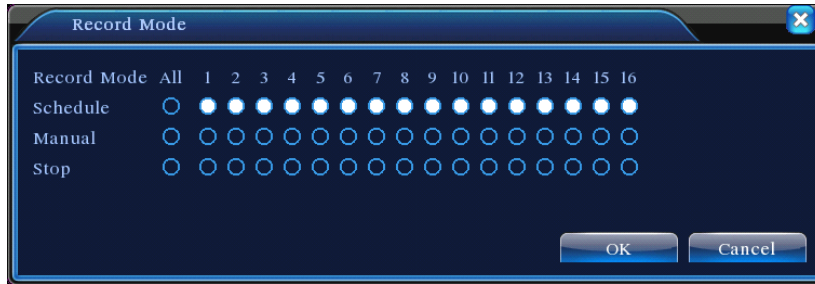 Record Mode
Record Mode All 1 2 3 4 5 6 7 8 9 10 11 12 13 14 15 16
Schedule
Manual
Stop
OK Cancel